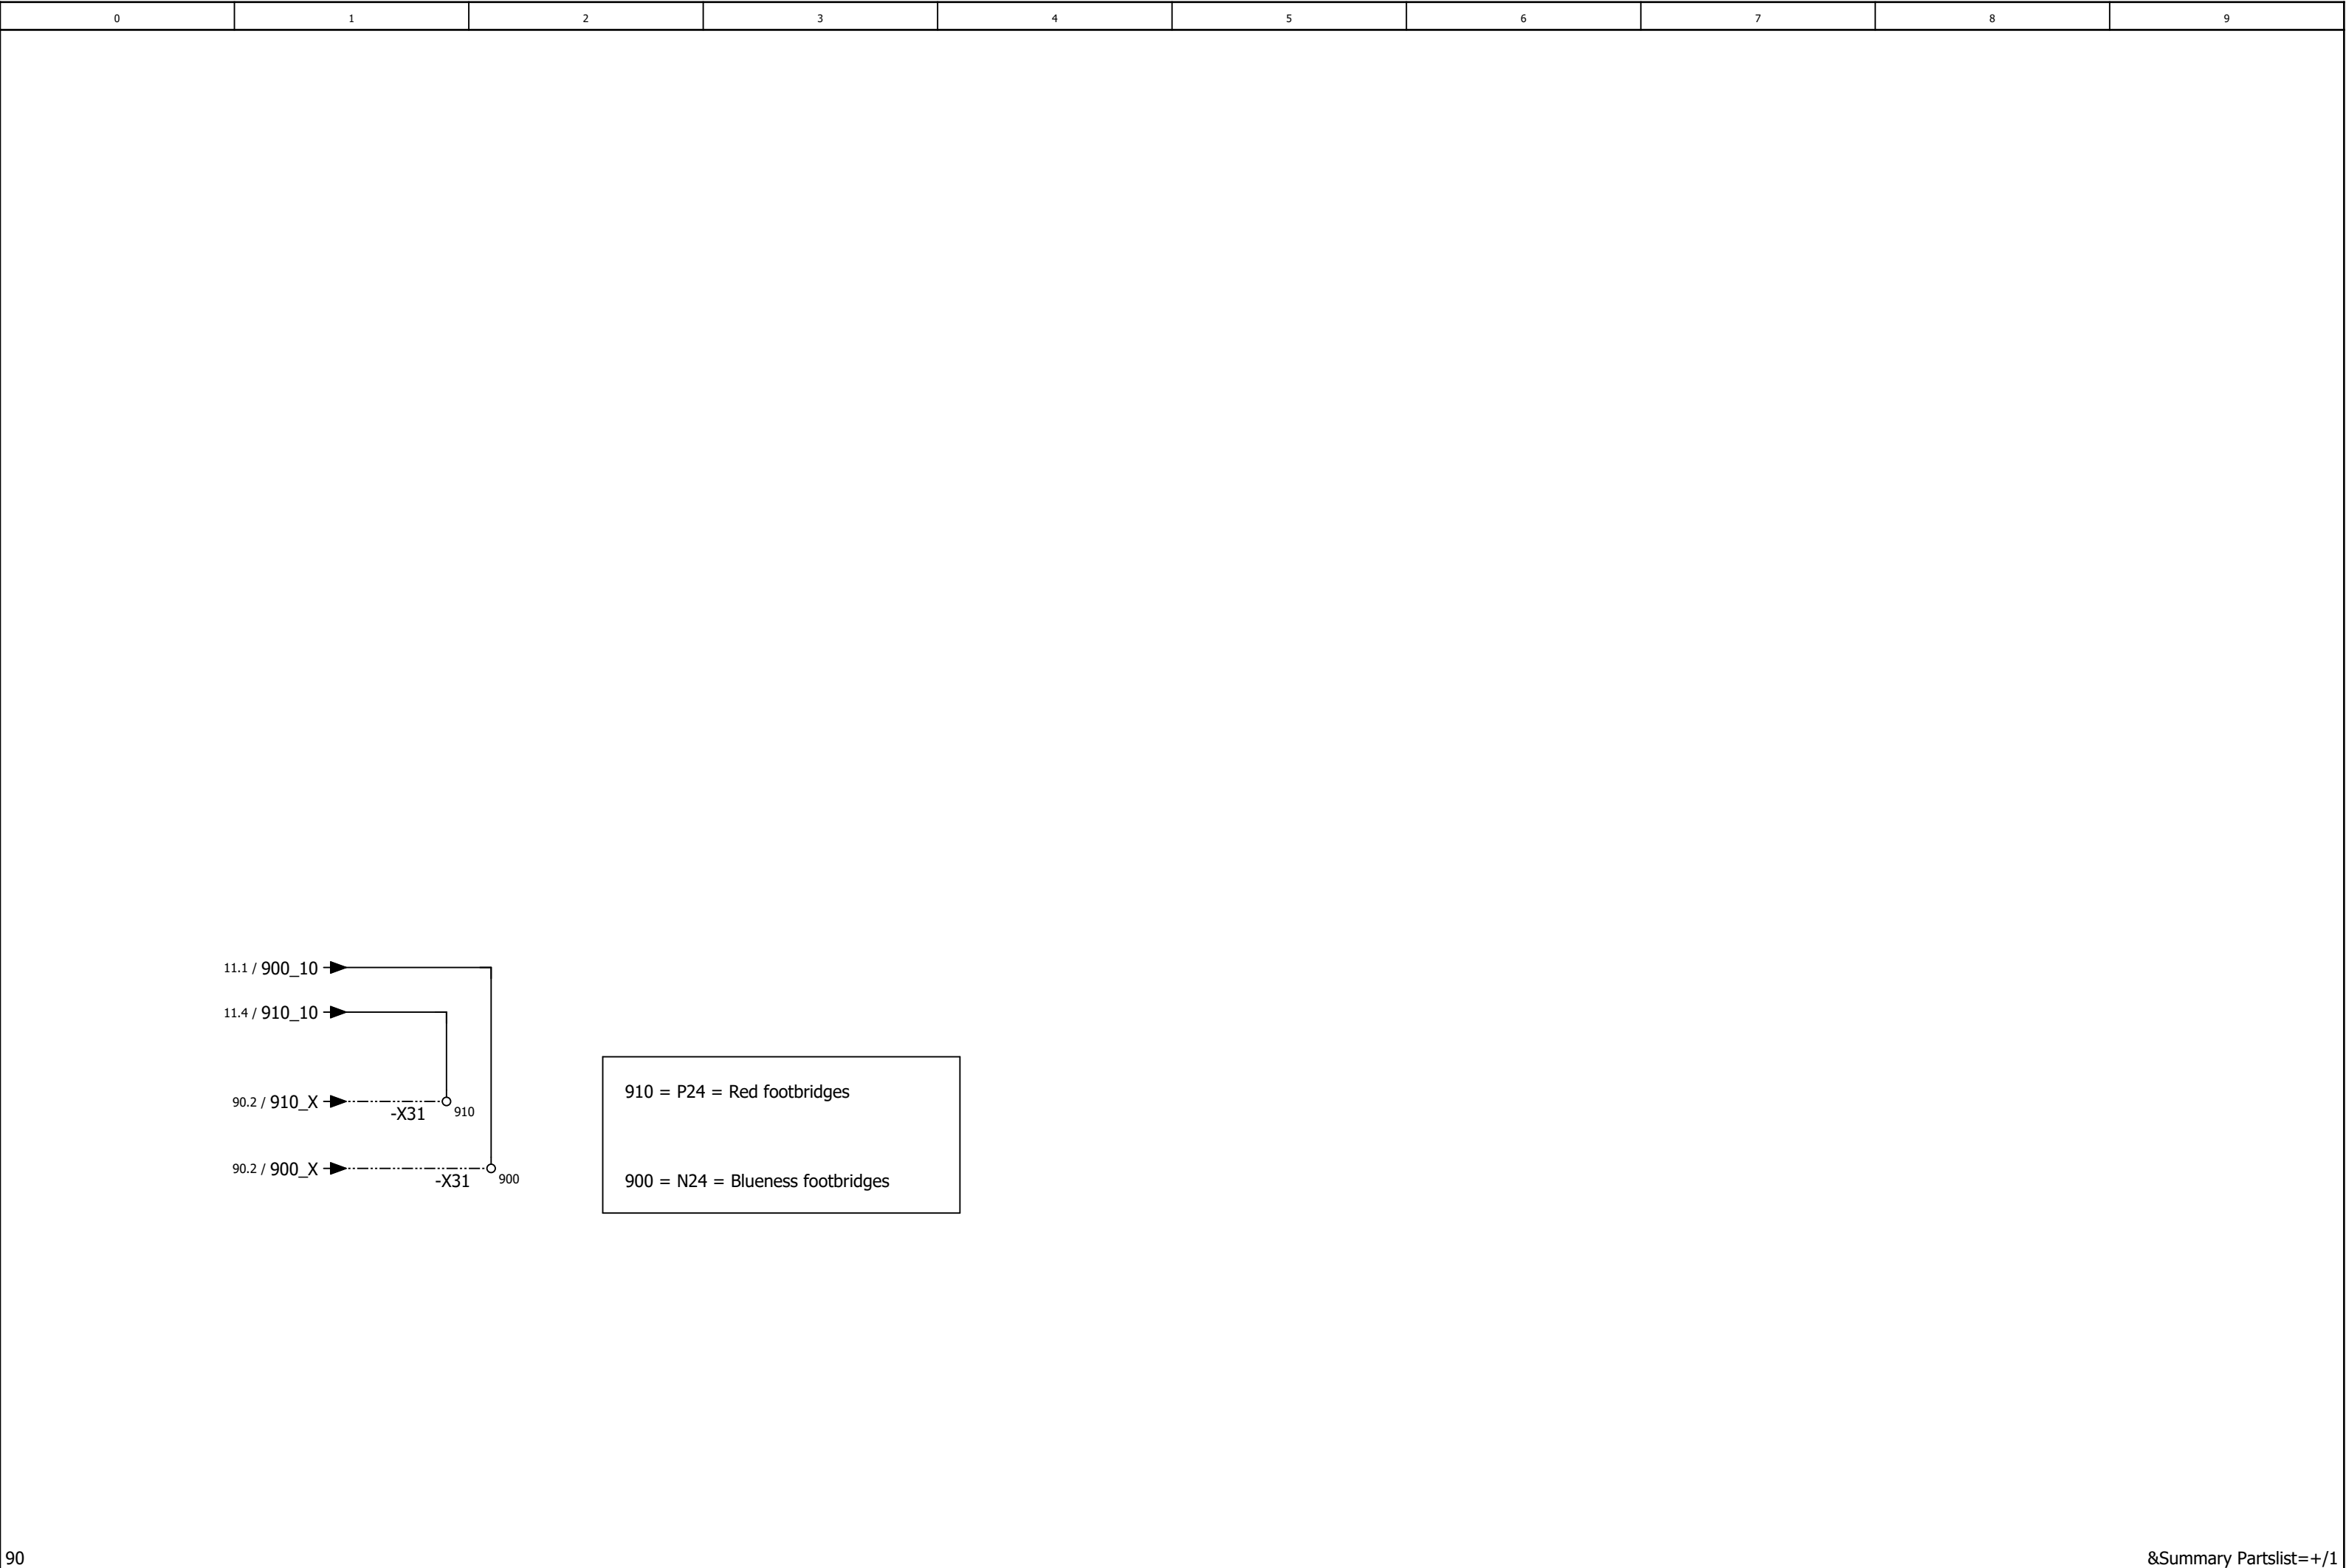 0 1 2 3 4 5 6 7 8 9
11.1 / 900_10
11.4 / 910_10
90.2 / 910_X
-X31
910
90.2 / 900_X
-X31
900
910 = P24 = Red footbridges
900 = N24 = Blueness footbridges
90
&Summary Partslist=+/1